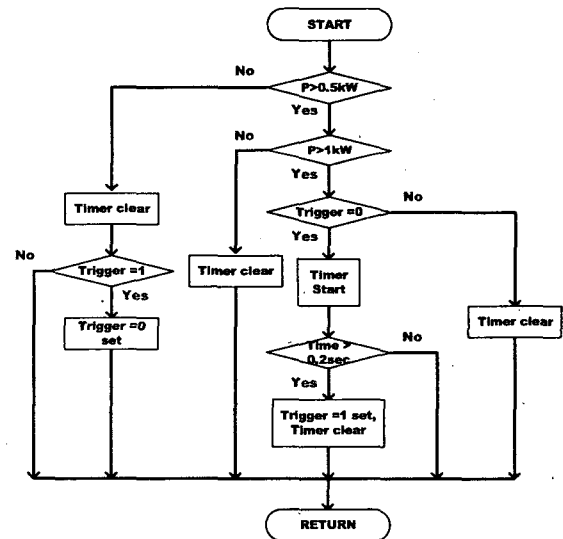 START
No
P>0.5kW
Yes
No
P>1kW
Yes
No
Timer clear
Trigger =0
Yes
No
Trigger =1
Timer clear
Timer
Start
Yes
Timer clear
Trigger =0
set
Time >
0,2sec
No
Yes
Trigger =1 set,
Timer clear
RETURN